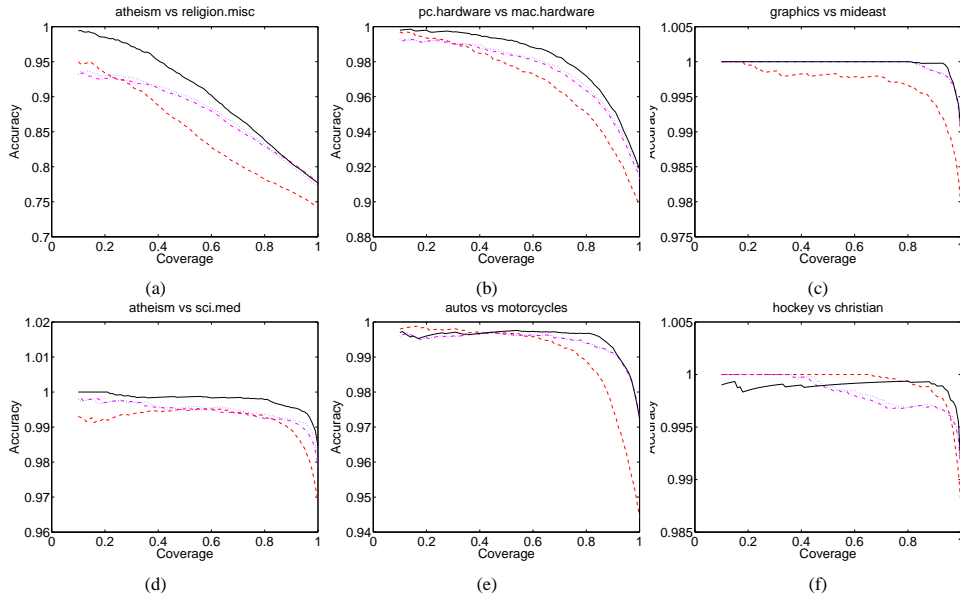 atheism vs religion.misc
1
0.95
0.9
0.85
0.8
0.75
0.7
0 0.2 0.4 0.6 0.8 1
Accuracy
Coverage
(a)
pc.hardware vs mac.hardware
1
0.98
0.96
0.94
0.92
0.9
0.88
0 0.2 0.4 0.6 0.8 1
Accuracy
Coverage
(b)
graphics vs mideast
1.005
1
0.995
0.99
0.985
0.98
0.975
0 0.2 0.4 0.6 0.8 1
Accuracy
Coverage
(c)
atheism vs sci.med
1.02
1.01
1
0.99
0.98
0.97
0.96
0 0.2 0.4 0.6 0.8 1
Accuracy
Coverage
(d)
autos vs motorcycles
1
0.99
0.98
0.97
0.96
0.95
0.94
0 0.2 0.4 0.6 0.8 1
Accuracy
Coverage
(e)
hockey vs christian
1.005
1
0.995
0.99
0.985
0 0.2 0.4 0.6 0.8 1
Accuracy
Coverage
(f)